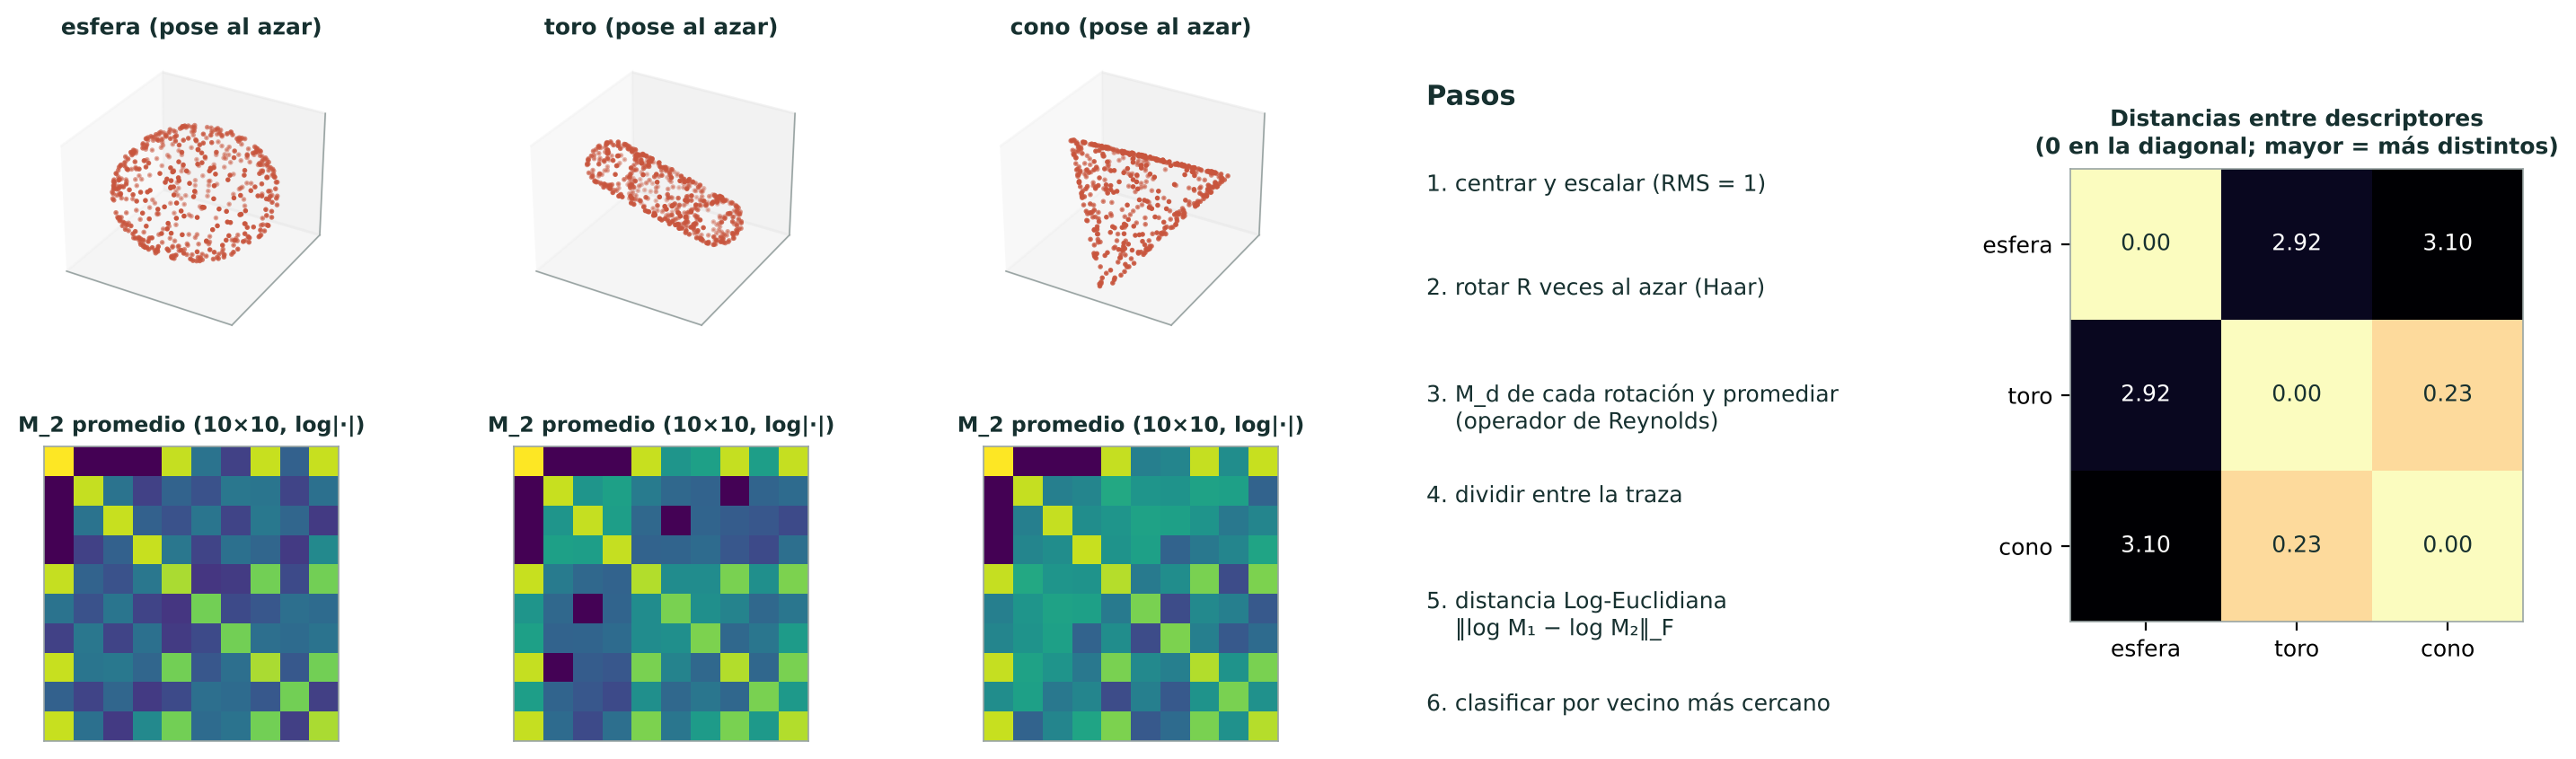 esfera (pose al azar)
toro (pose al azar)
cono (pose al azar)
M_2 promedio (10×10, log|·|)
M_2 promedio (10×10, log|·|)
M_2 promedio (10×10, log|·|)
Pasos
1. centrar y escalar (RMS = 1)
2. rotar R veces al azar (Haar)
3. M_d de cada rotación y promediar
(operador de Reynolds)
4. dividir entre la traza
5. distancia Log-Euclidiana
‖log M₁ − log M₂‖_F
6. clasificar por vecino más cercano
Distancias entre descriptores
(0 en la diagonal; mayor = más distintos)
esfera 0.00 2.92 3.10
toro 2.92 0.00 0.23
cono 3.10 0.23 0.00
esfera toro cono